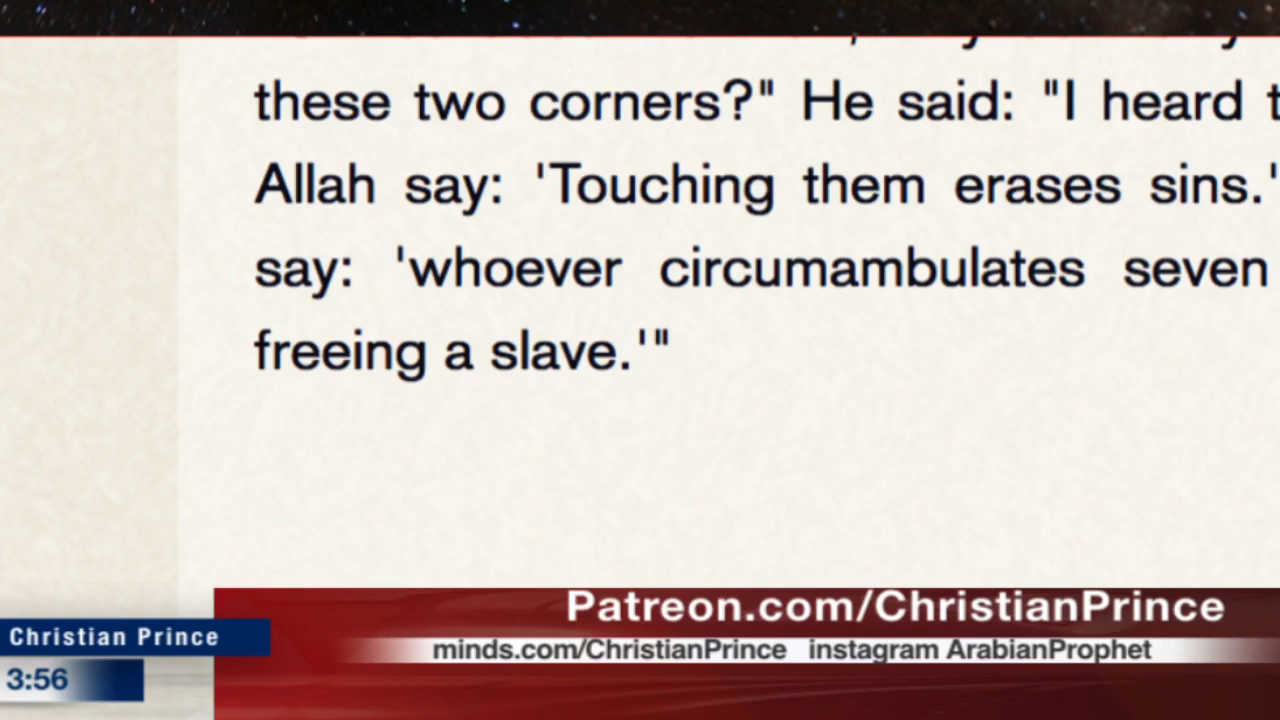 these two corners?" He said: "I heard
Allah say: 'Touching them erases sins.'
say: 'whoever circumambulates seven
freeing a slave.'"
Patreon.com/ChristianPrince
Christian Prince
minds.com/ChristianPrince instagram ArabianProphet
3:56